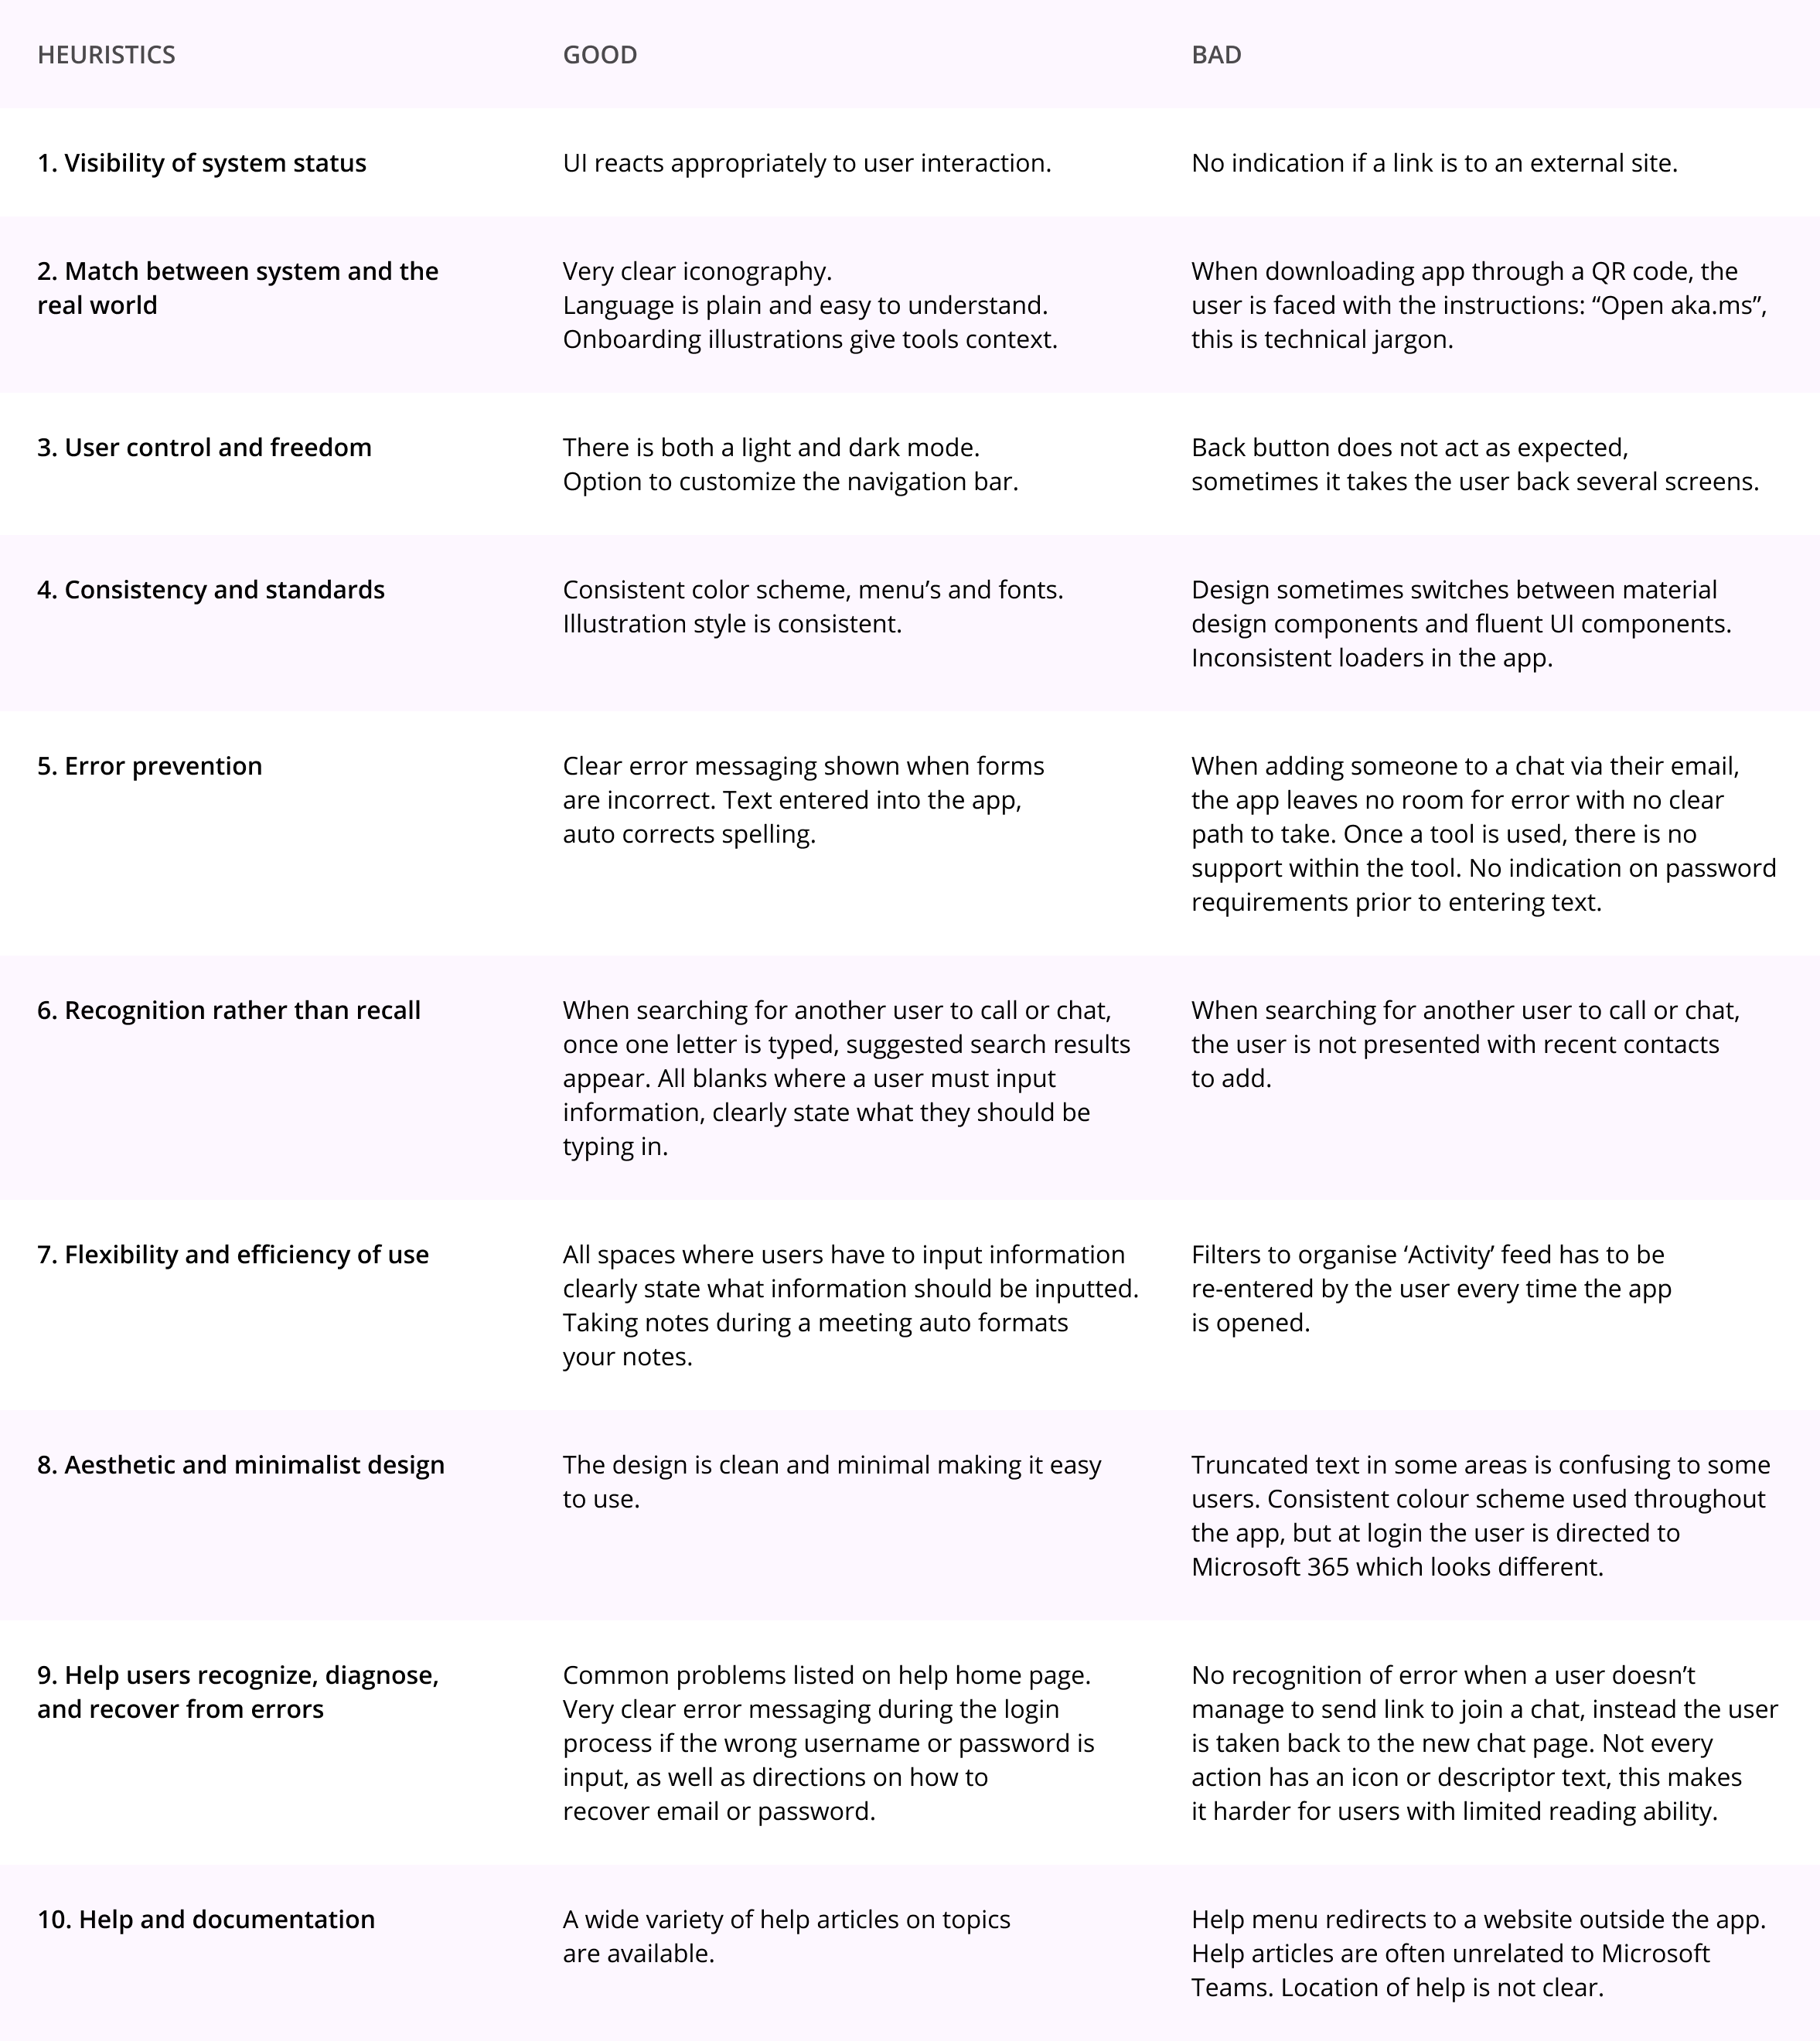 HEURISTICS
GOOD
BAD
1. Visibility of system status
UI reacts appropriately to user interaction.
No indication if a link is to an external site.
2. Match between system and the
real world
Very clear iconography.
Language is plain and easy to understand.
Onboarding illustrations give tools context.
When downloading app through a QR code, the
user is faced with the instructions: “Open aka.ms”,
this is technical jargon.
3. User control and freedom
There is both a light and dark mode.
Option to customize the navigation bar.
Back button does not act as expected,
sometimes it takes the user back several screens.
4. Consistency and standards
Consistent color scheme, menu’s and fonts.
Illustration style is consistent.
Design sometimes switches between material
design components and fluent UI components.
Inconsistent loaders in the app.
5. Error prevention
Clear error messaging shown when forms
are incorrect. Text entered into the app,
auto corrects spelling.
When adding someone to a chat via their email,
the app leaves no room for error with no clear
path to take. Once a tool is used, there is no
support within the tool. No indication on password
requirements prior to entering text.
6. Recognition rather than recall
When searching for another user to call or chat,
once one letter is typed, suggested search results
appear. All blanks where a user must input
information, clearly state what they should be
typing in.
When searching for another user to call or chat,
the user is not presented with recent contacts
to add.
7. Flexibility and efficiency of use
All spaces where users have to input information
clearly state what information should be inputted.
Taking notes during a meeting auto formats
your notes.
Filters to organise ‘Activity’ feed has to be
re-entered by the user every time the app
is opened.
8. Aesthetic and minimalist design
The design is clean and minimal making it easy
to use.
Truncated text in some areas is confusing to some
users. Consistent colour scheme used throughout
the app, but at login the user is directed to
Microsoft 365 which looks different.
9. Help users recognize, diagnose,
and recover from errors
Common problems listed on help home page.
Very clear error messaging during the login
process if the wrong username or password is
input, as well as directions on how to
recover email or password.
No recognition of error when a user doesn’t
manage to send link to join a chat, instead the user
is taken back to the new chat page. Not every
action has an icon or descriptor text, this makes
it harder for users with limited reading ability.
10. Help and documentation
A wide variety of help articles on topics
are available.
Help menu redirects to a website outside the app.
Help articles are often unrelated to Microsoft
Teams. Location of help is not clear.